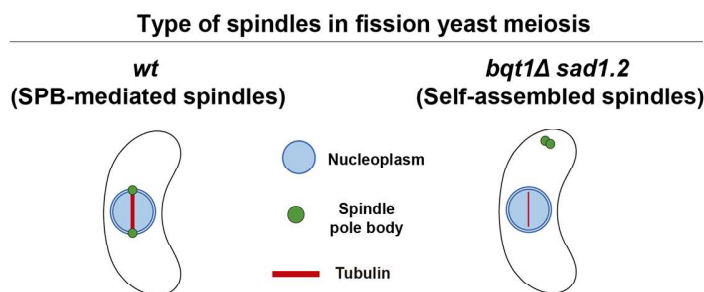 Type of spindles in fission yeast meiosis
wt
(SPB-mediated spindles)
bqt1Δ sad1.2
(Self-assembled spindles)
Nucleoplasm
Spindle
pole body
Tubulin